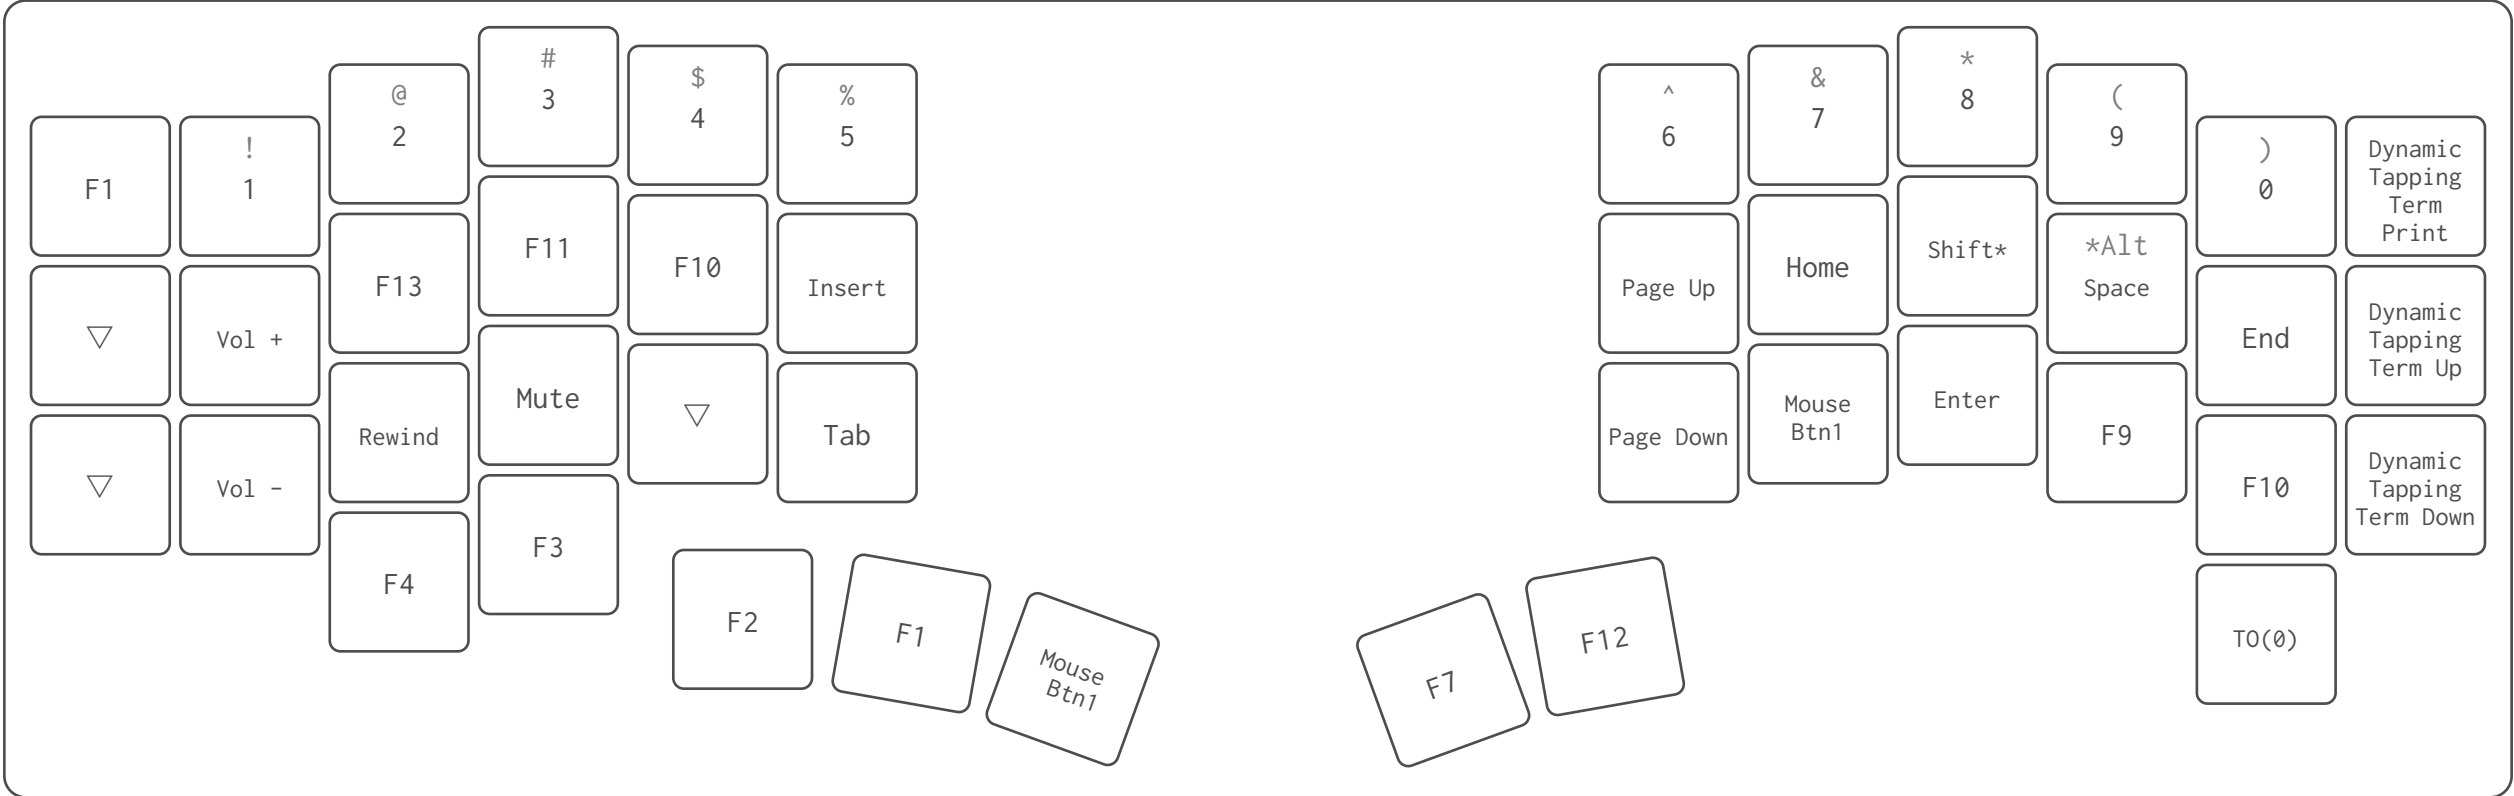 F1
!
1
@
2
#
3
$
4
%
5
^
6
&
7
*
8
(
9
)
0
Dynamic
Tapping
Term
Print
▽
Vol +
F13
F11
F10
Insert
Page Up
Home
Shift*
*Alt
Space
End
Dynamic
Tapping
Term Up
▽
Vol -
Rewind
Mute
▽
Tab
Page Down
Mouse
Btn1
Enter
F9
F10
Dynamic
Tapping
Term Down
F4
F3
F2
F1
Mouse
Btn1
F7
F12
TO(0)